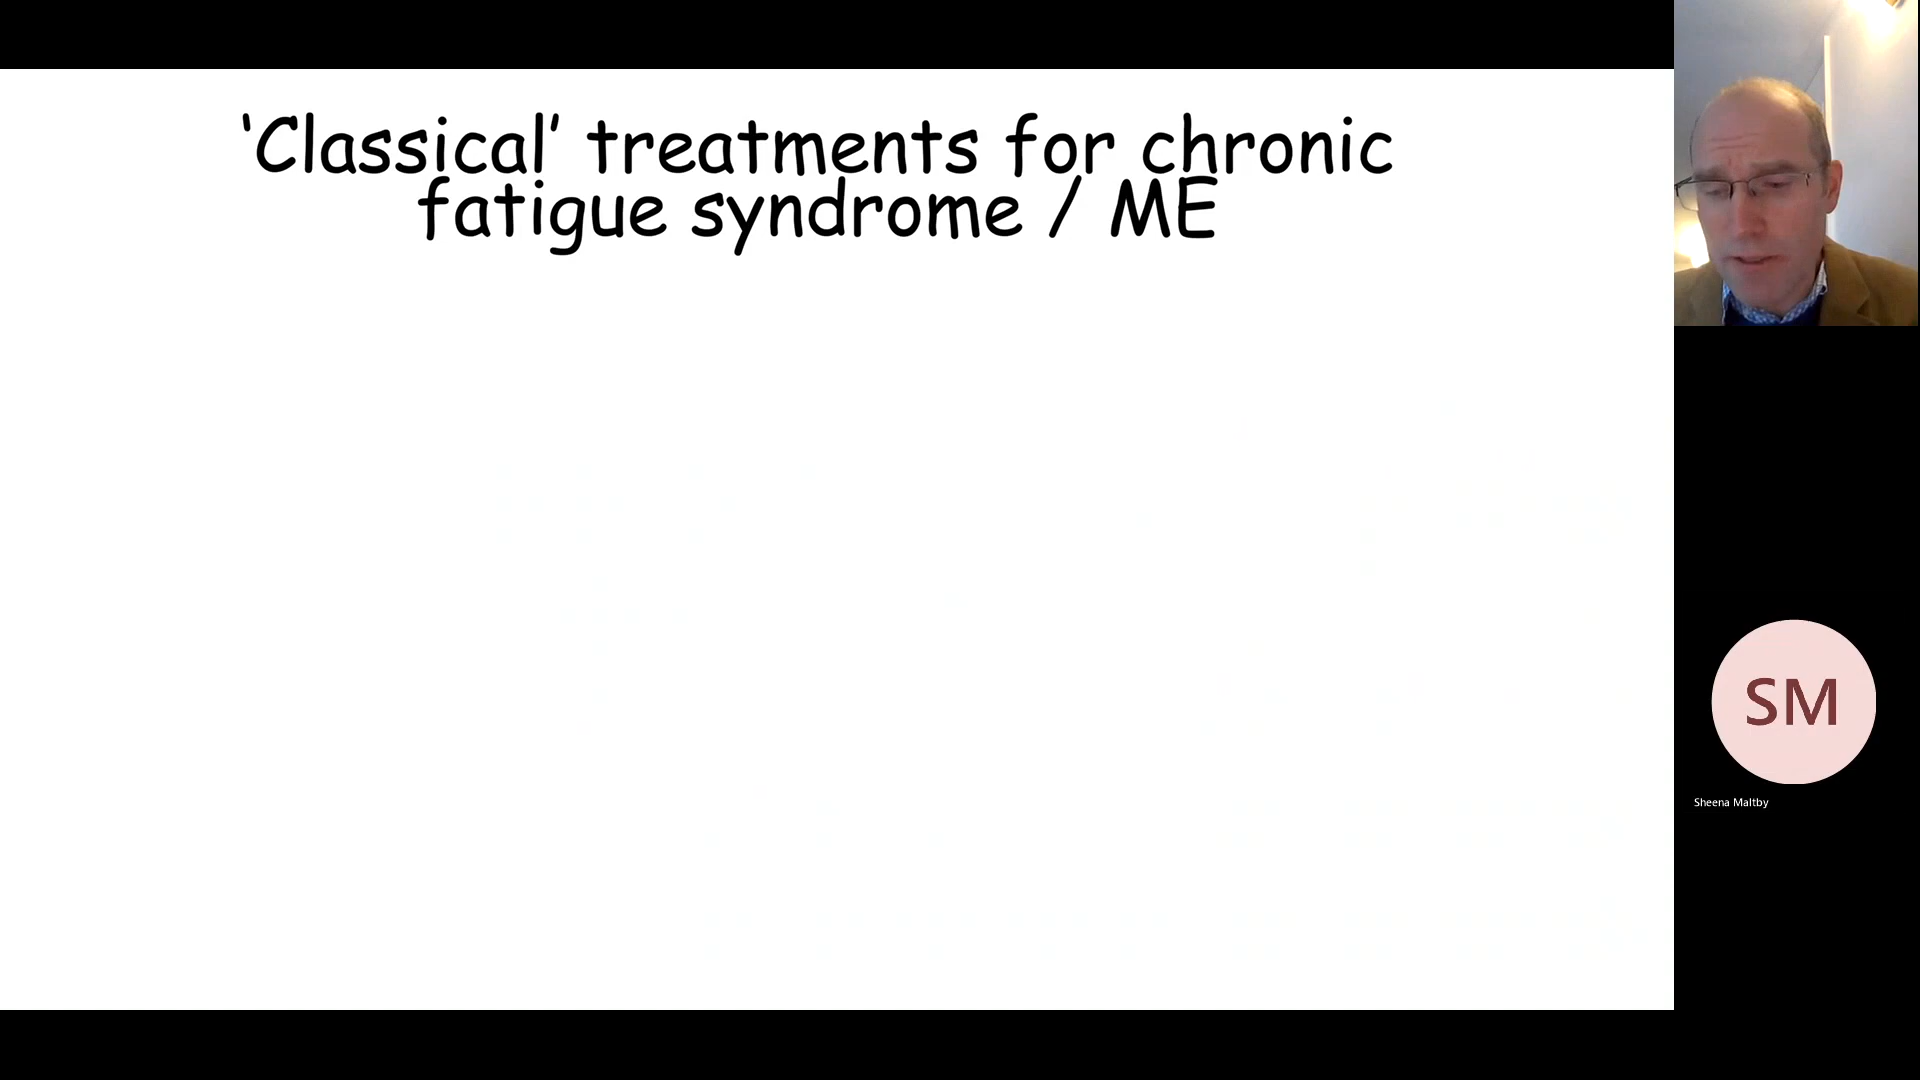 ‘Classical’ treatments for chronic
fatigue syndrome / ME
SM
Sheena Maltby